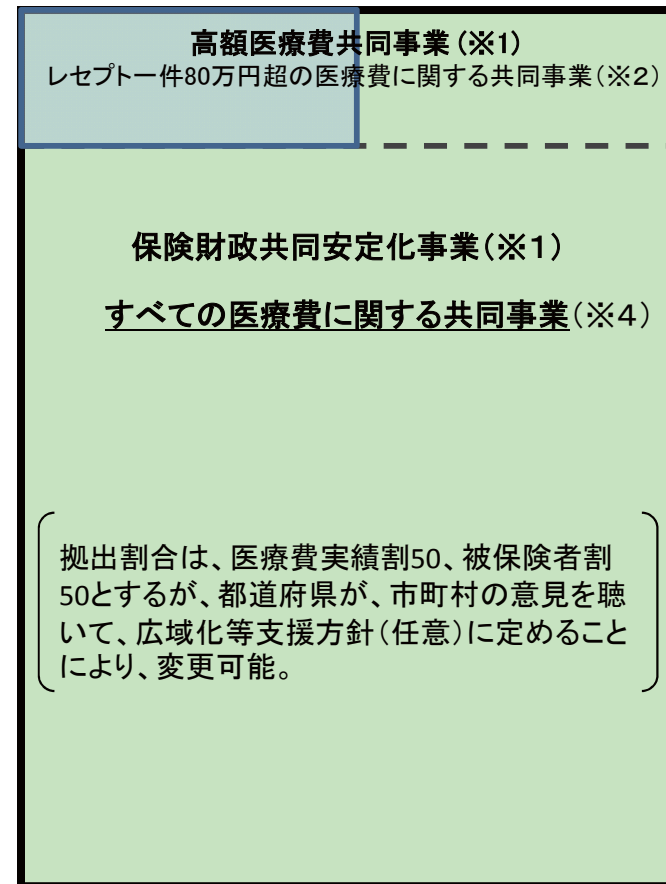 高額医療費共同事業（※1）
レセプト一件80万円超の医療費に関する共同事業（※２）
保険財政共同安定化事業（※１）
すべての医療費に関する共同事業（※４）
拠出割合は、医療費実績割50、被保険者割
50とするが、都道府県が、市町村の意見を聴
いて、広域化等支援方針（任意）に定めること
により、変更可能。